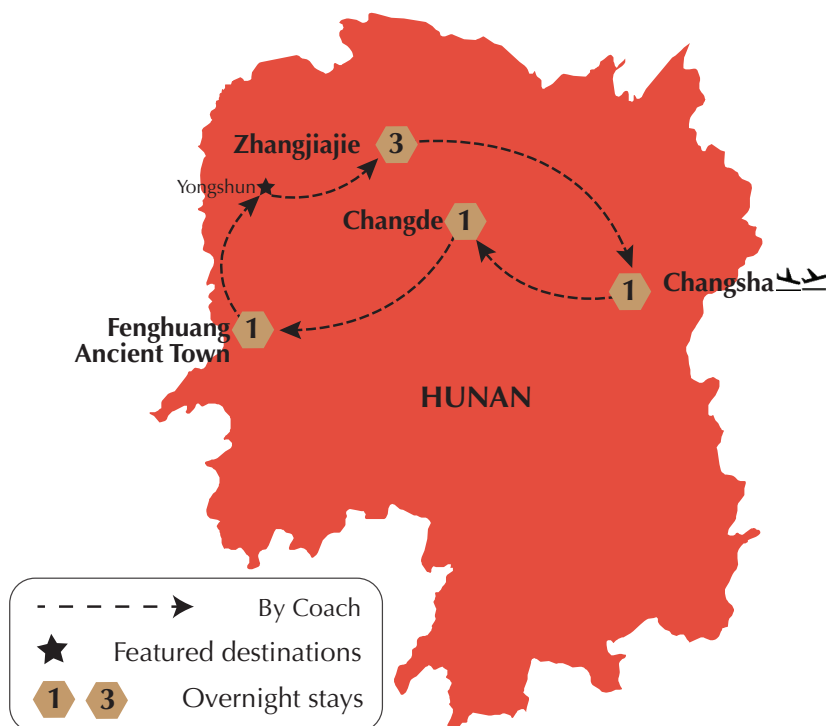 Zhangjiajie
3
Yongshun
Changde
1
1
Changsha
Fenghuang
Ancient Town
1
HUNAN
By Coach
Featured destinations
1 3 Overnight stays